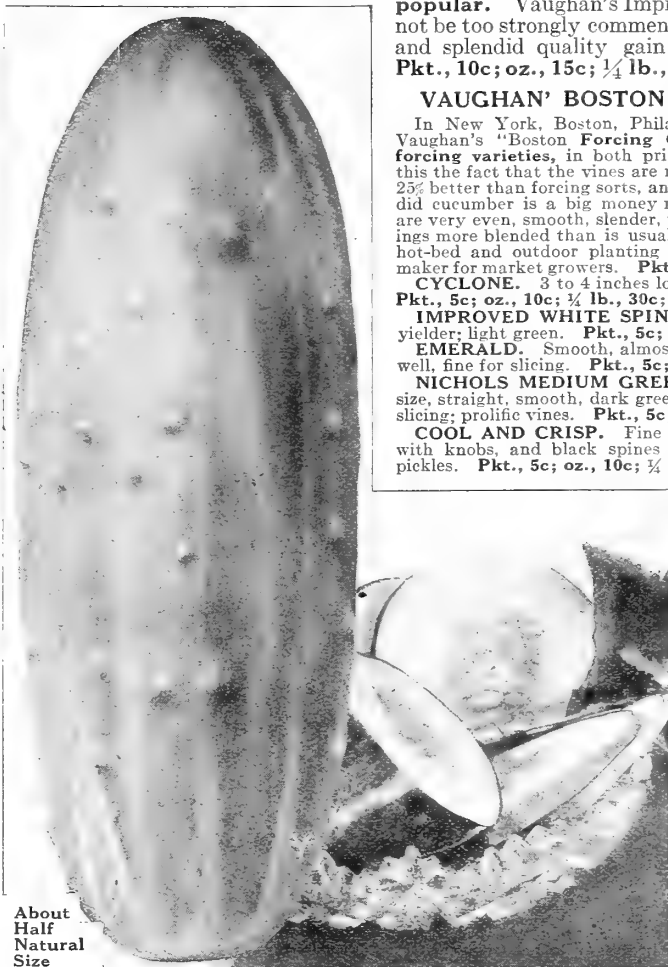 popular. Vaughan's Impr
not be too strongly commen
and splendid quality gain
Pkt., 10c; oz., 15c; ¼ lb.,
VAUGHAN' BOSTON
In New York, Boston, Phila
Vaughan's "Boston Forcing
forcing varieties, in both pri
this the fact that the vines are
25% better than forcing sorts, an
did cucumber is a big money
are very even, smooth, slender,
ings more blended than is usua
hot-bed and outdoor planting
maker for market growers. Pkt
CYCLONE. 3 to 4 inches lo
Pkt., 5c; oz., 10c; ¼ lb., 30c;
IMPROVED WHITE SPIN
yielder; light green. Pkt., 5c;
EMERALD. Smooth, almos
well, fine for slicing. Pkt., 5c;
NICHOLS MEDIUM GREE
size, straight, smooth, dark gree
slicing; prolific vines. Pkt., 5c
COOL AND CRISP. Fine
with knobs, and black spines
pickles. Pkt., 5c; oz., 10c; ¼
About
Half
Natural
Size